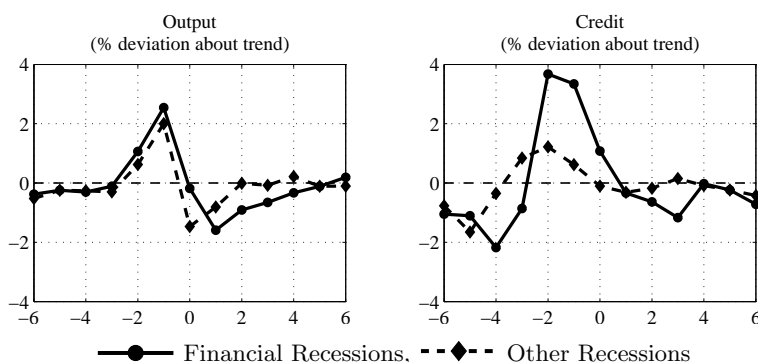 Output
(% deviation about trend)
Credit
(% deviation about trend)
4
2
0
−2
−4
−6 −4 −2 0 2 4 6
4
2
0
−2
−4
−6 −4 −2 0 2 4 6
Financial Recessions, Other Recessions